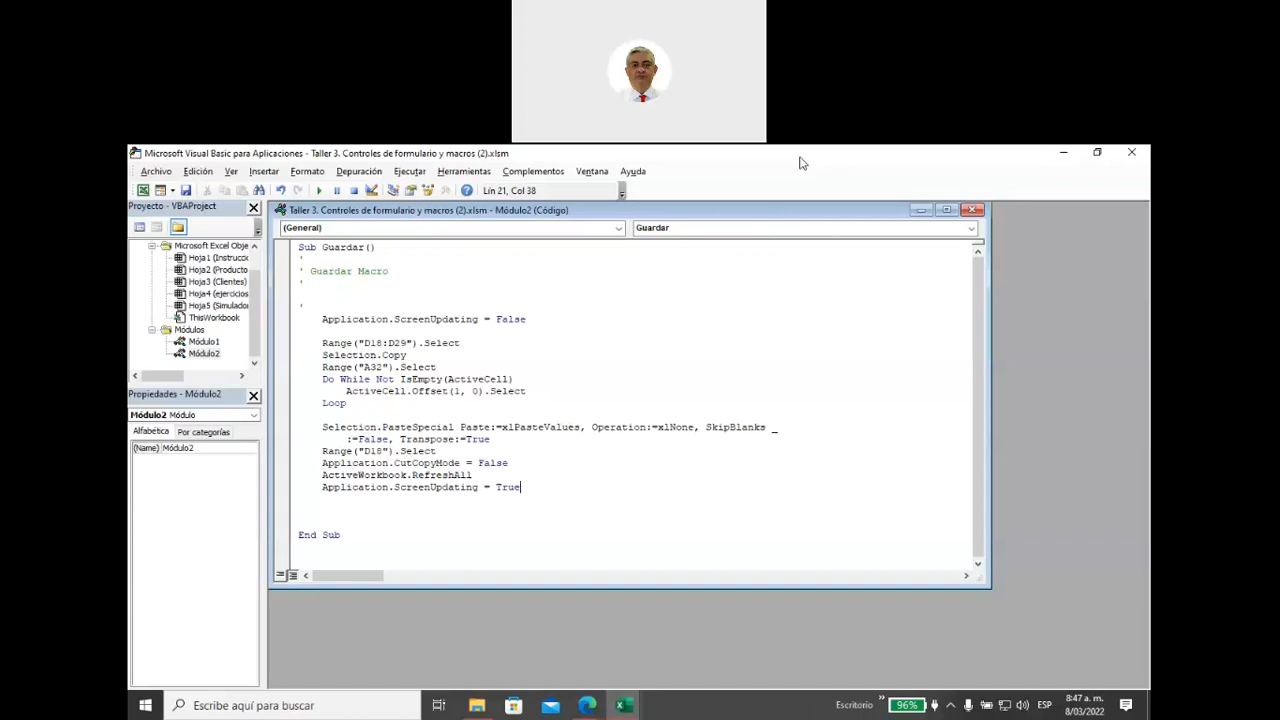 Microsoft Visual Basic para Aplicaciones - Taller 3. Controles de formulario y macros (2).xlsm
Archivo Edición Ver Insertar Formato Depuración Ejecutar Herramientas Complementos Ventana Ayuda
Lín 21, Col 38
Proyecto - VBAProject
Microsoft Excel Obje
Hoja1 (Instrucc
Hoja2 (Producto
Hoja3 (Clientes)
Hoja4 (ejercicios
Hoja5 (Simulador
ThisWorkbook
Módulos
Módulo1
Módulo2
Propiedades - Módulo2
Módulo2 Módulo
Alfabética Por categorías
(Name) Módulo2
Taller 3. Controles de formulario y macros (2).xlsm - Módulo2 (Código)
(General) Guardar
Sub Guardar()
'
' Guardar Macro
'
'
Application.ScreenUpdating = False
Range("D18:D29").Select
Selection.Copy
Range("A32").Select
Do While Not IsEmpty(ActiveCell)
ActiveCell.Offset(1, 0).Select
Loop
Selection.PasteSpecial Paste:=xlPasteValues, Operation:=xlNone, SkipBlanks _
:=False, Transpose:=True
Range("D18").Select
Application.CutCopyMode = False
ActiveWorkbook.RefreshAll
Application.ScreenUpdating = True
End Sub
Escribe aquí para buscar
Escritorio
96%
ESP
8:47 a. m.
8/03/2022